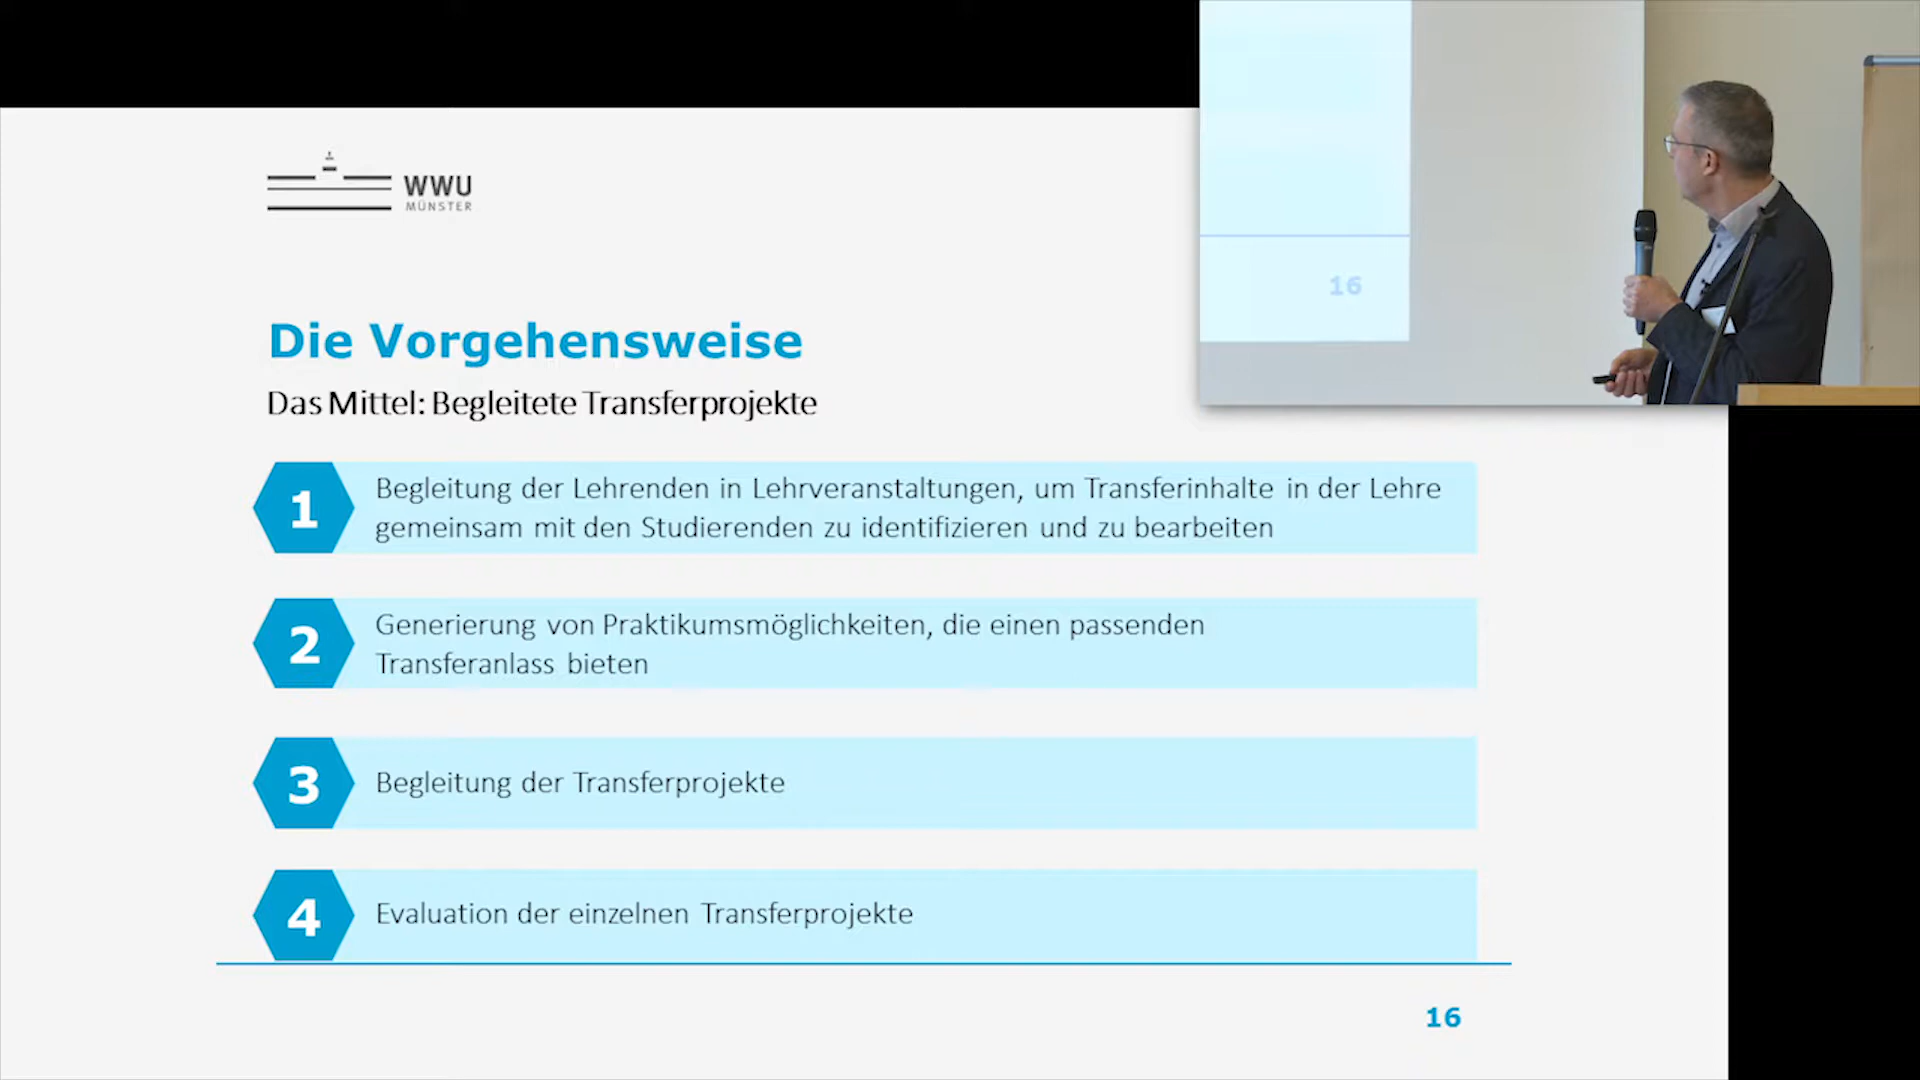 WWU
MÜNSTER
16
Die Vorgehensweise
Das Mittel: Begleitete Transferprojekte
1
Begleitung der Lehrenden in Lehrveranstaltungen, um Transferinhalte in der Lehre
gemeinsam mit den Studierenden zu identifizieren und zu bearbeiten
2
Generierung von Praktikumsmöglichkeiten, die einen passenden
Transferanlass bieten
3
Begleitung der Transferprojekte
4
Evaluation der einzelnen Transferprojekte
16